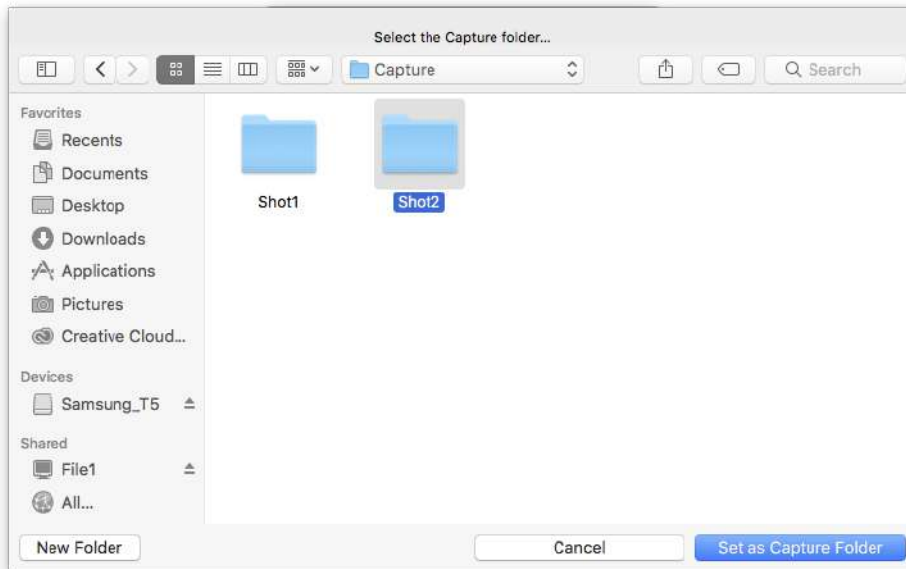 Select the Capture folder...
Capture
Search
Favorites
Recents
Documents
Desktop
Downloads
Applications
Pictures
Creative Cloud...
Devices
Samsung_T5
Shared
File1
All...
Shot1
Shot2
New Folder
Cancel
Set as Capture Folder